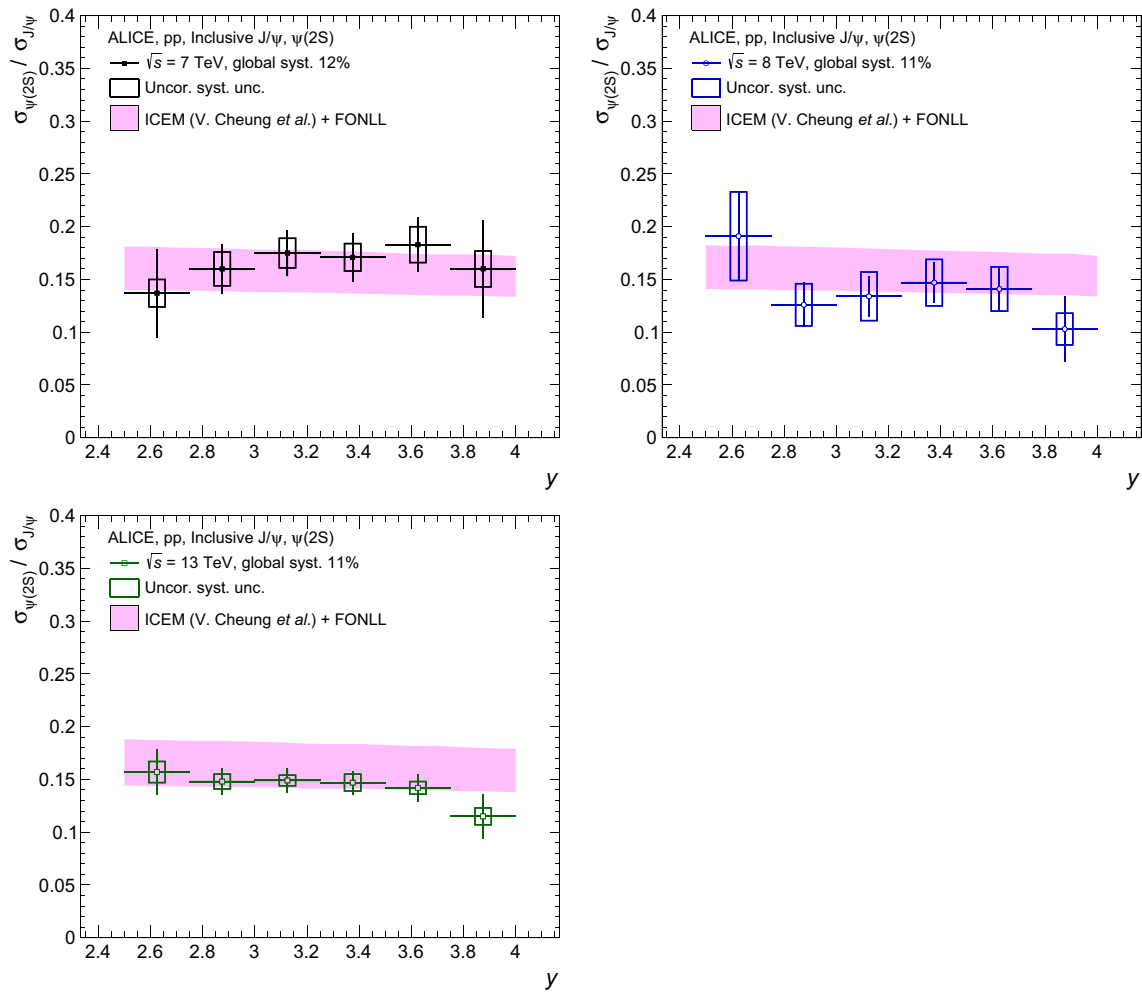 σψ(2S) / σJ/ψ
0.4
0.35
0.3
0.25
0.2
0.15
0.1
0.05
0
ALICE, pp, Inclusive J/ψ, ψ(2S)
√s = 7 TeV, global syst. 12%
Uncor. syst. unc.
ICEM (V. Cheung et al.) + FONLL
2.4 2.6 2.8 3 3.2 3.4 3.6 3.8 4
y
σψ(2S) / σJ/ψ
0.4
0.35
0.3
0.25
0.2
0.15
0.1
0.05
0
ALICE, pp, Inclusive J/ψ, ψ(2S)
√s = 8 TeV, global syst. 11%
Uncor. syst. unc.
ICEM (V. Cheung et al.) + FONLL
2.4 2.6 2.8 3 3.2 3.4 3.6 3.8 4
y
σψ(2S) / σJ/ψ
0.4
0.35
0.3
0.25
0.2
0.15
0.1
0.05
0
ALICE, pp, Inclusive J/ψ, ψ(2S)
√s = 13 TeV, global syst. 11%
Uncor. syst. unc.
ICEM (V. Cheung et al.) + FONLL
2.4 2.6 2.8 3 3.2 3.4 3.6 3.8 4
y